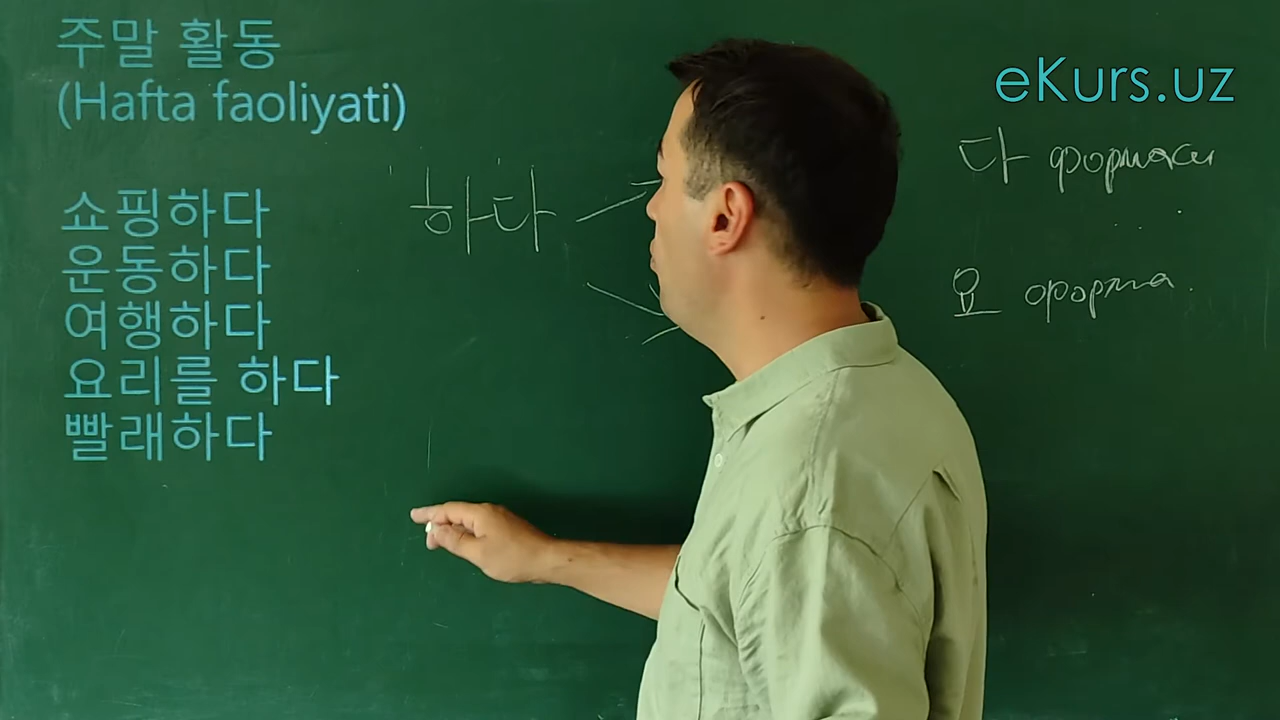 주말 활동
(Hafta faoliyati)
쇼핑하다
운동하다
여행하다
요리를 하다
빨래하다
하다
eKurs.uz
다 формаси
요 форма